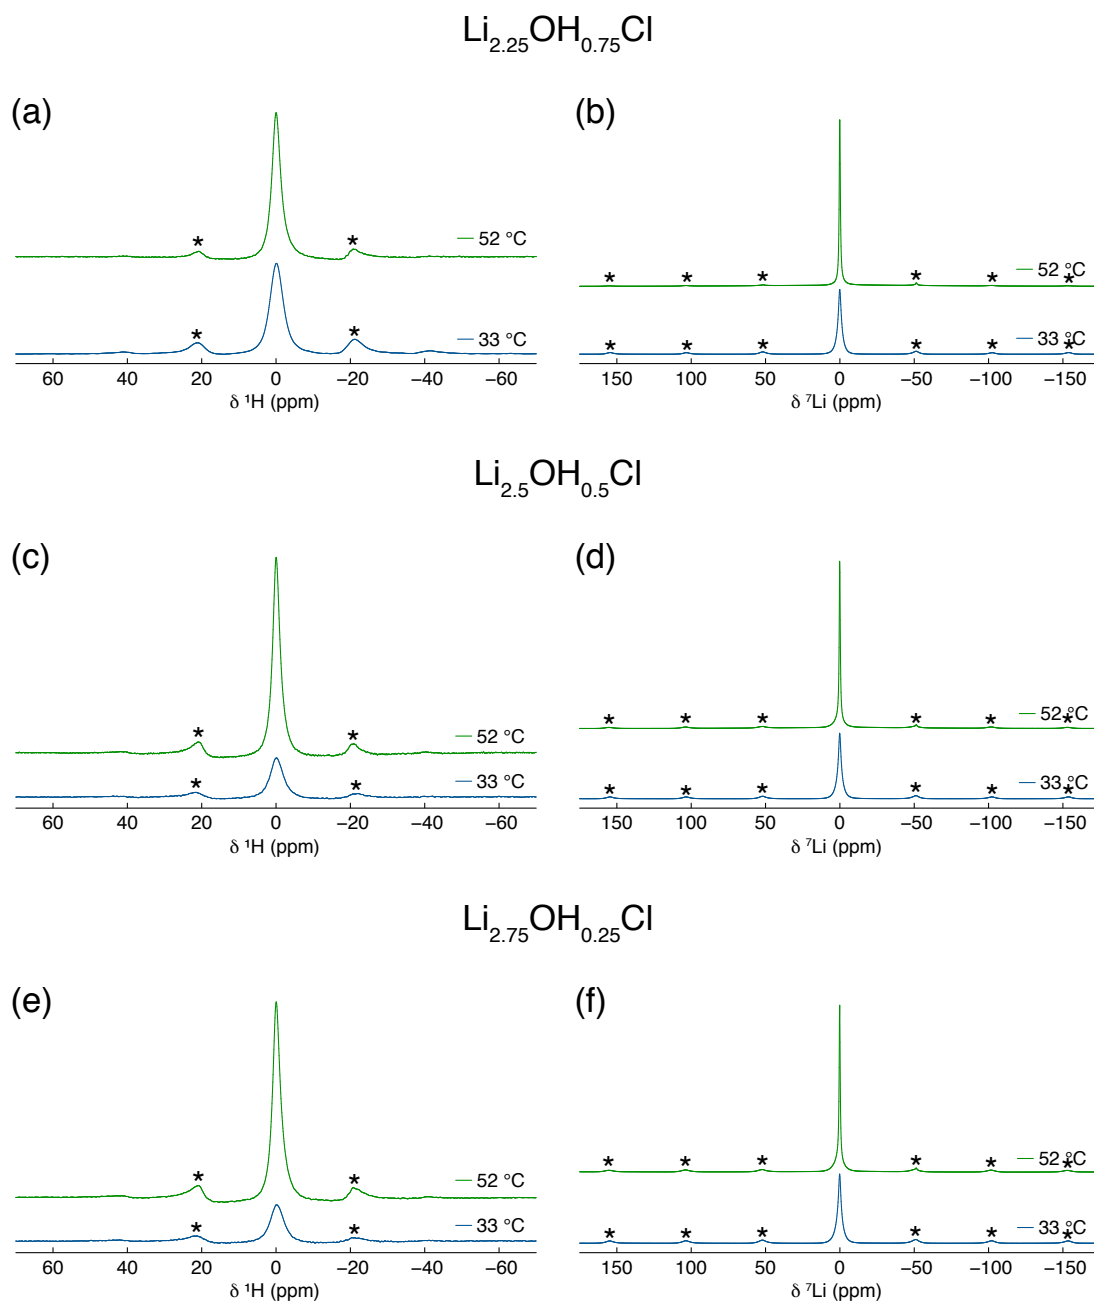 Li2.25OH0.75Cl
(a)
* * 52 °C
* * 33 °C
60 40 20 0 −20 −40 −60
δ ¹H (ppm)
(b)
* * * * * * 52 °C
* * * * * * 33 °C
150 100 50 0 −50 −100 −150
δ ⁷Li (ppm)
Li2.5OH0.5Cl
(c)
* * 52 °C
* * 33 °C
60 40 20 0 −20 −40 −60
δ ¹H (ppm)
(d)
* * * * * * 52 °C
* * * * * * 33 °C
150 100 50 0 −50 −100 −150
δ ⁷Li (ppm)
Li2.75OH0.25Cl
(e)
* * 52 °C
* * 33 °C
60 40 20 0 −20 −40 −60
δ ¹H (ppm)
(f)
* * * * * * 52 °C
* * * * * * 33 °C
150 100 50 0 −50 −100 −150
δ ⁷Li (ppm)